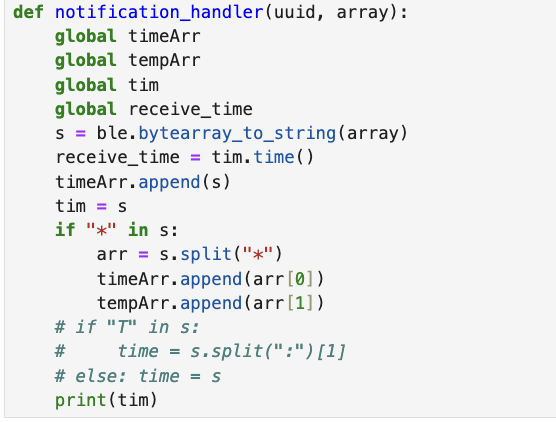 def notification_handler(uuid, array):
    global timeArr
    global tempArr
    global tim
    global receive_time
    s = ble.bytearray_to_string(array)
    receive_time = tim.time()
    timeArr.append(s)
    tim = s
    if "*" in s:
        arr = s.split("*")
        timeArr.append(arr[0])
        tempArr.append(arr[1])
    # if "T" in s:
    #     time = s.split(":")[1]
    # else: time = s
    print(tim)